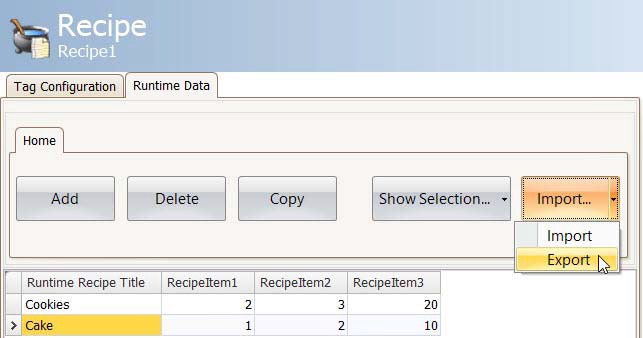 Recipe
Recipe1
Tag Configuration Runtime Data
Home
Add Delete Copy Show Selection... Import...
Import
Export
Runtime Recipe Title RecipeItem1 RecipeItem2 RecipeItem3
Cookies 2 3 20
Cake 1 2 10